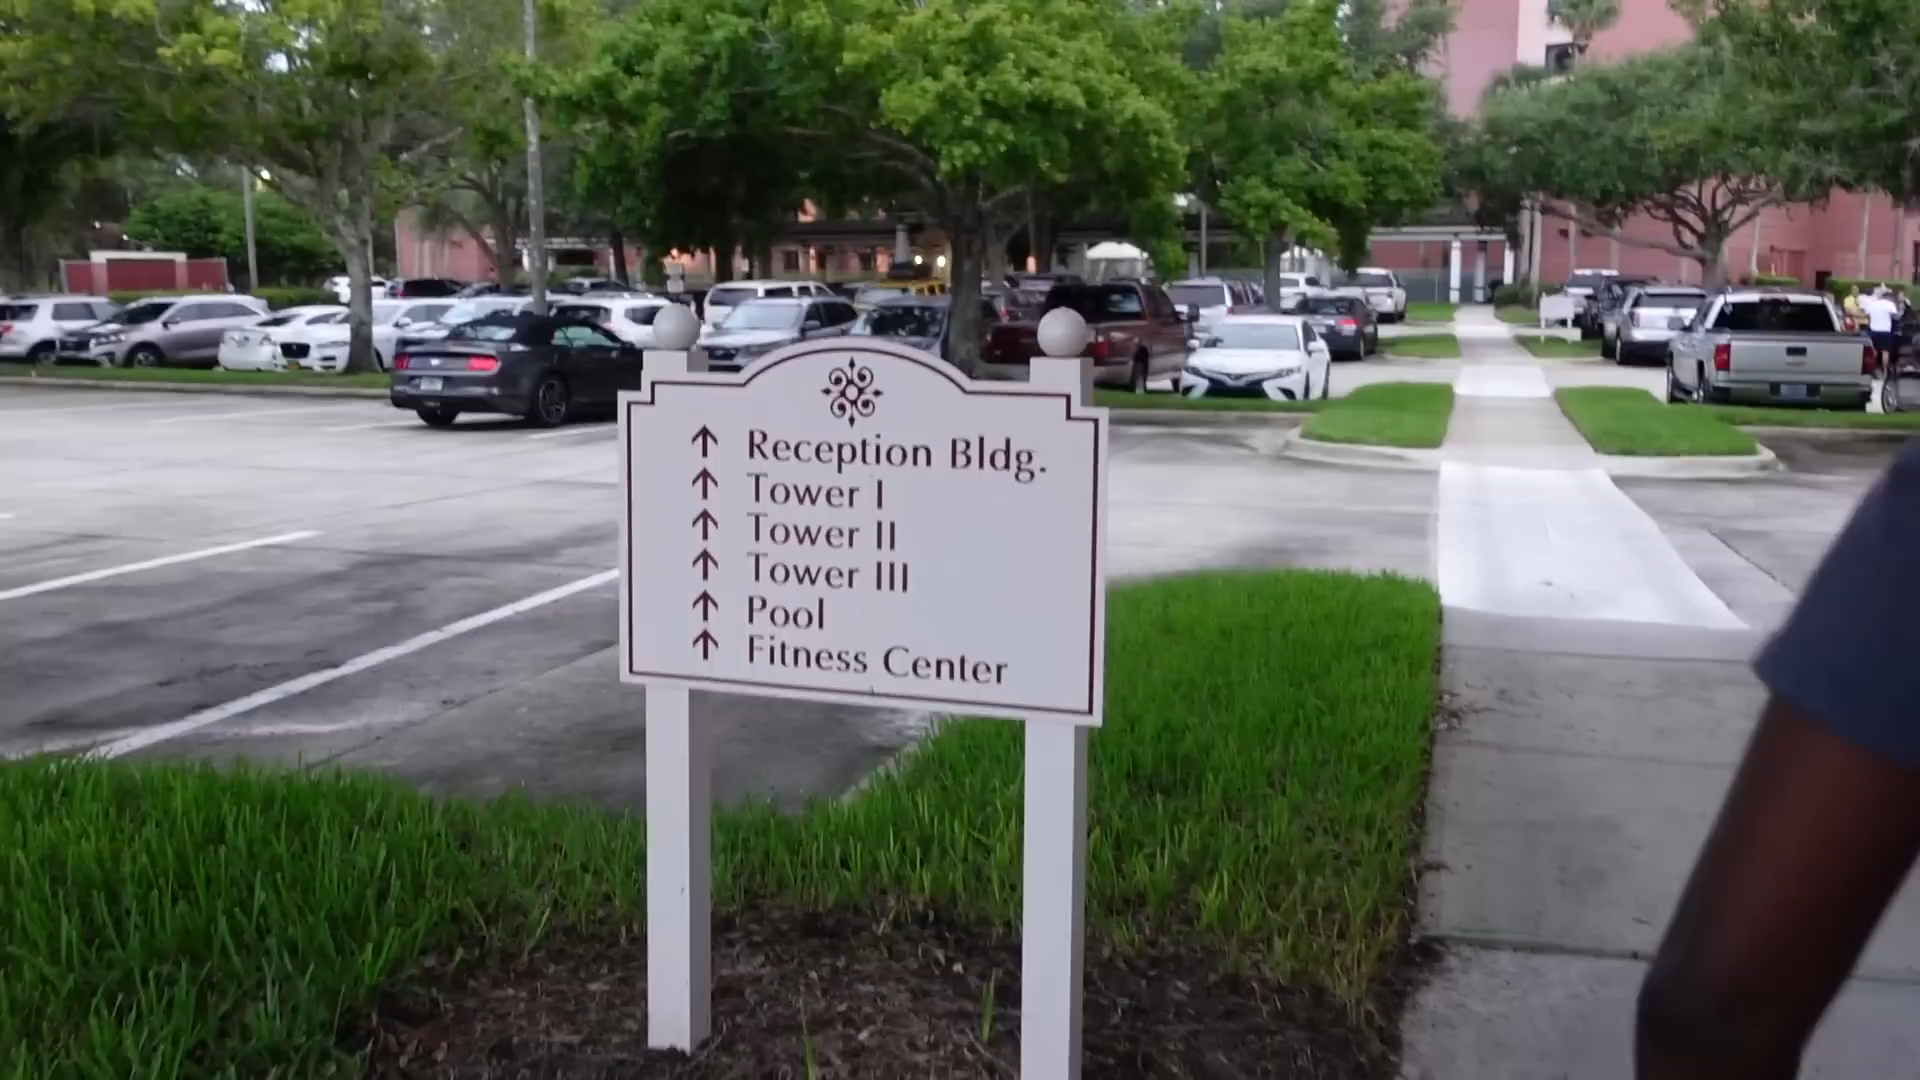 ↑ Reception Bldg.
↑ Tower I
↑ Tower II
↑ Tower III
↑ Pool
↑ Fitness Center